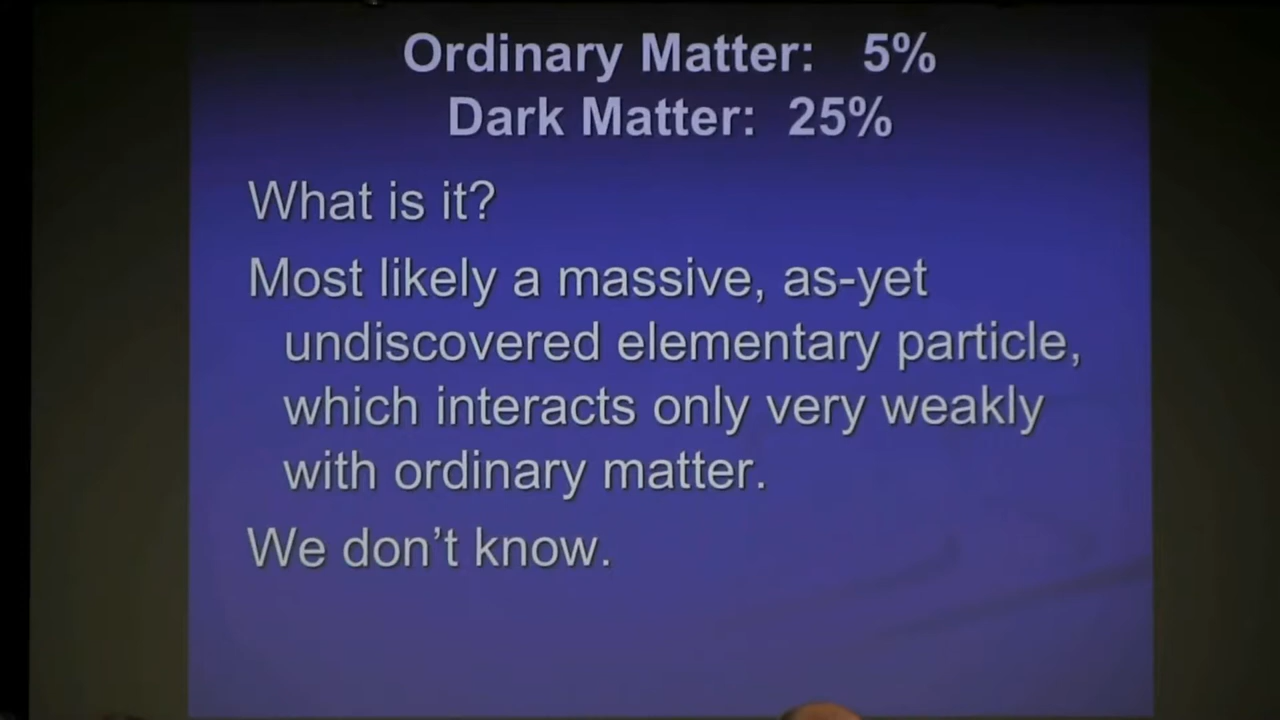 Ordinary Matter: 5%
Dark Matter: 25%
What is it?
Most likely a massive, as-yet
undiscovered elementary particle,
which interacts only very weakly
with ordinary matter.
We don't know.